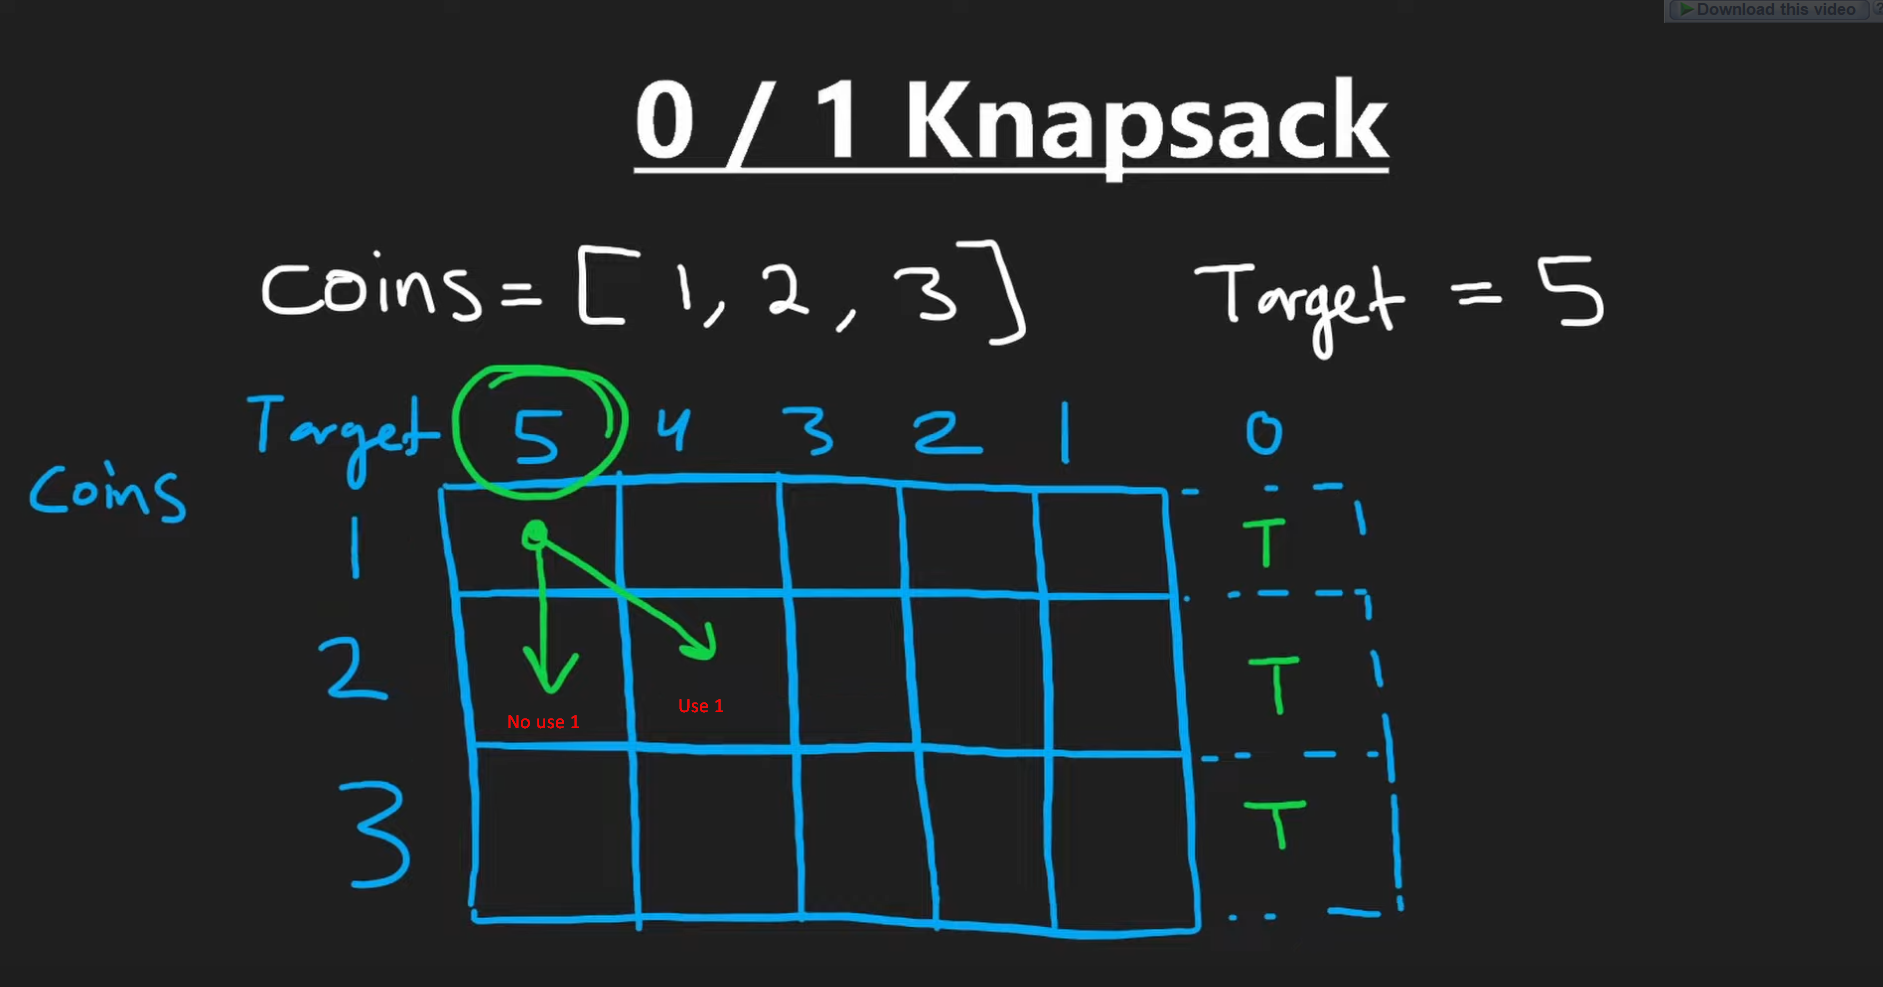 Download this video
0 / 1 Knapsack
Coins = [ 1, 2, 3 ] Target = 5
Target 5 4 3 2 1 0
Coins
1 T
2 T
No use 1 Use 1
3 T